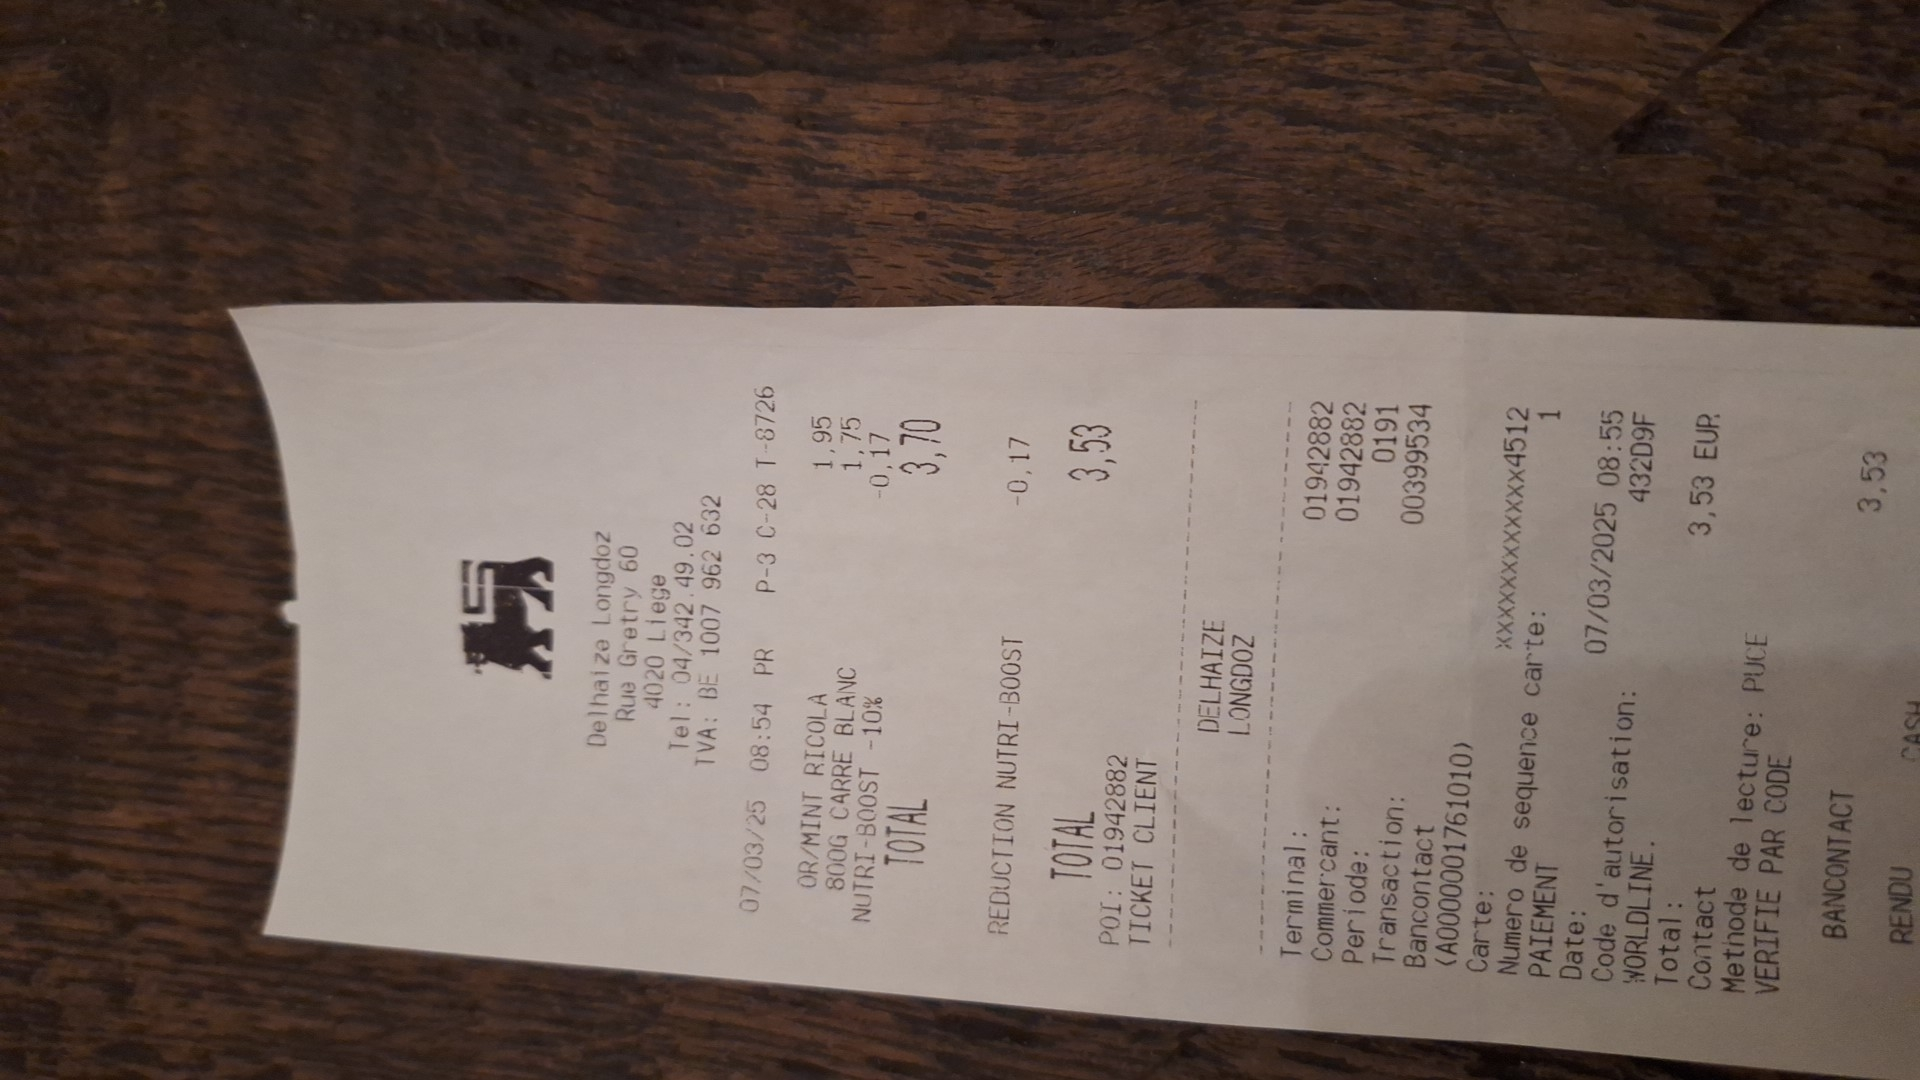 Delhaize Longdoz
Rue Gretry 60
4020 Liege
Tel: 04/342.49.02
TVA: BE 1007 962 632
07/03/25 08:54 PR P-3 C-28 T-8726
OR/MINT RICOLA 1,95
800G CARRE BLANC 1,75
NUTRI-BOOST -10% -0,17
TOTAL 3,70
REDUCTION NUTRI-BOOST -0,17
TOTAL 3,53
POI: 01942882
TICKET CLIENT
DELHAIZE
LONGDOZ
Terminal: 01942882
Commercant: 01942882
Periode: 0191
Transaction: 00399534
Bancontact
(A0000001761010)
Carte: xxxxxxxxxxxxx4512
Numero de sequence carte: 1
PAIEMENT
Date: 07/03/2025 08:55
Code d'autorisation: 432D9F
WORLDLINE.
Total: 3,53 EUR.
Contact
Methode de lecture: PUCE
VERIFIE PAR CODE
BANCONTACT 3,53
RENDU CASH